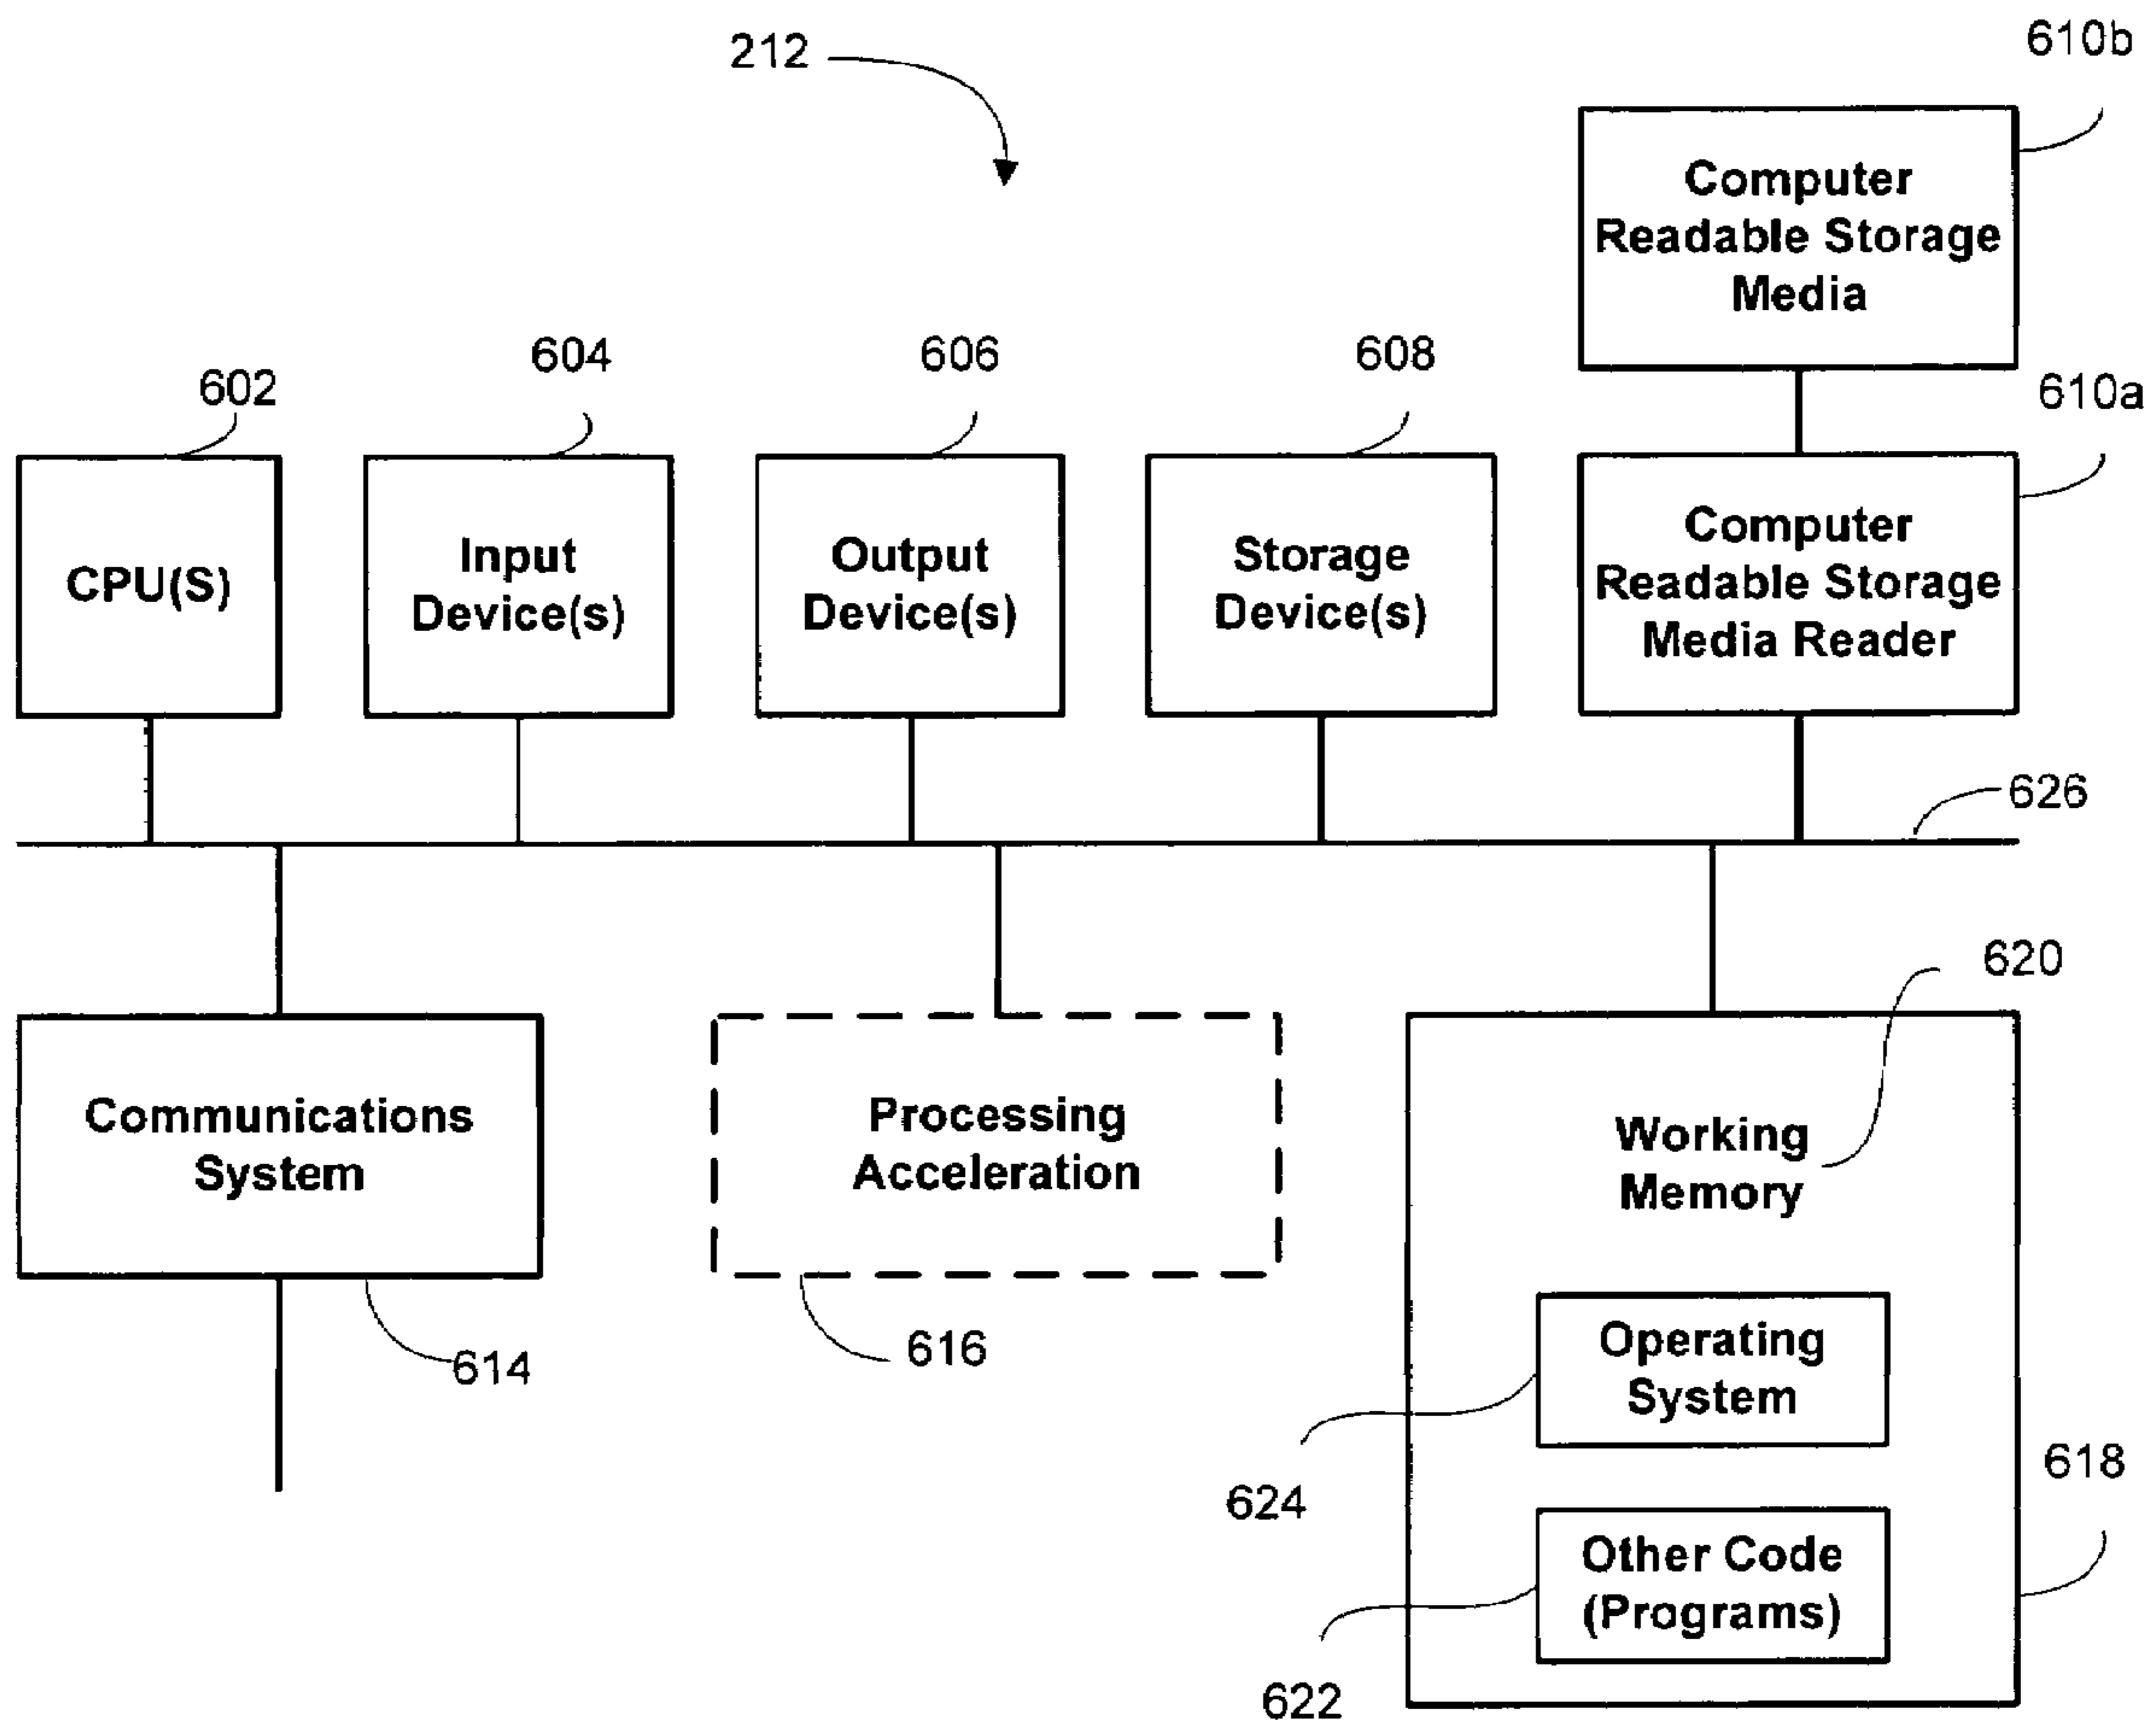 212
610b
Computer
Readable Storage
Media
602
604
606
608
610a
CPU(S)
Input
Device(s)
Output
Device(s)
Storage
Device(s)
Computer
Readable Storage
Media Reader
626
620
Communications
System
Processing
Acceleration
Working
Memory
614
616
Operating
System
624
618
Other Code
(Programs)
622